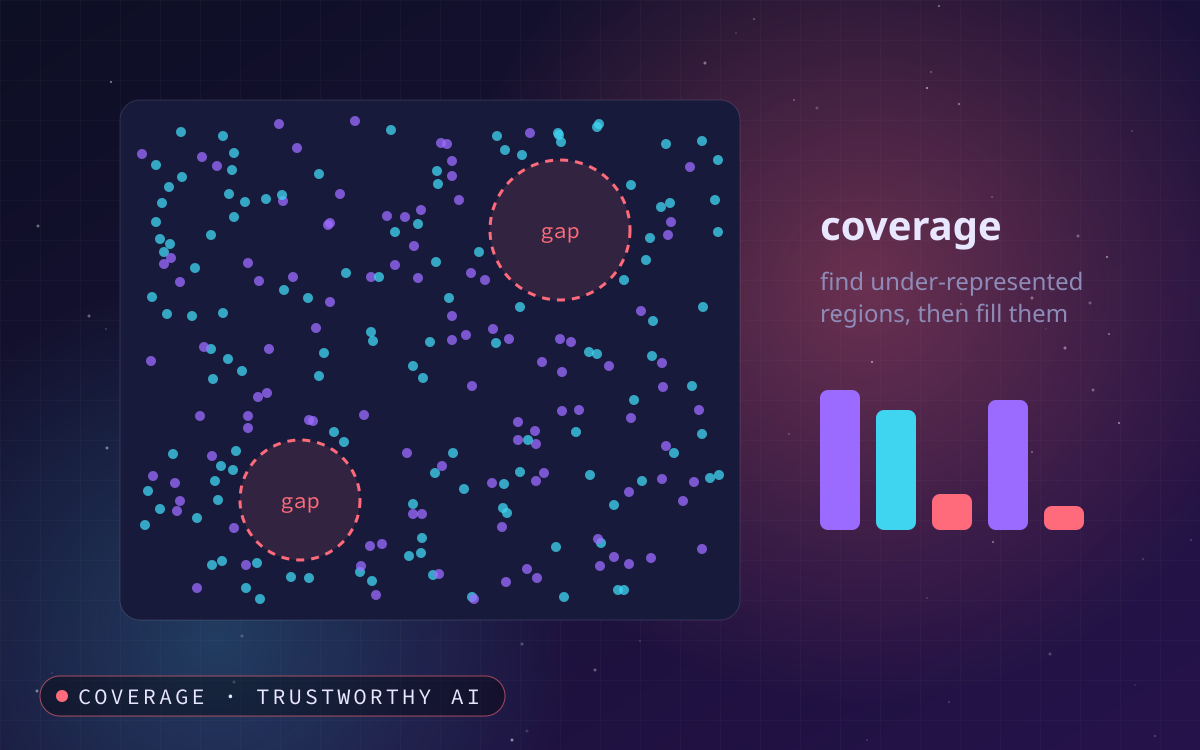 gap
coverage
find under-represented
regions, then fill them
gap
COVERAGE · TRUSTWORTHY AI